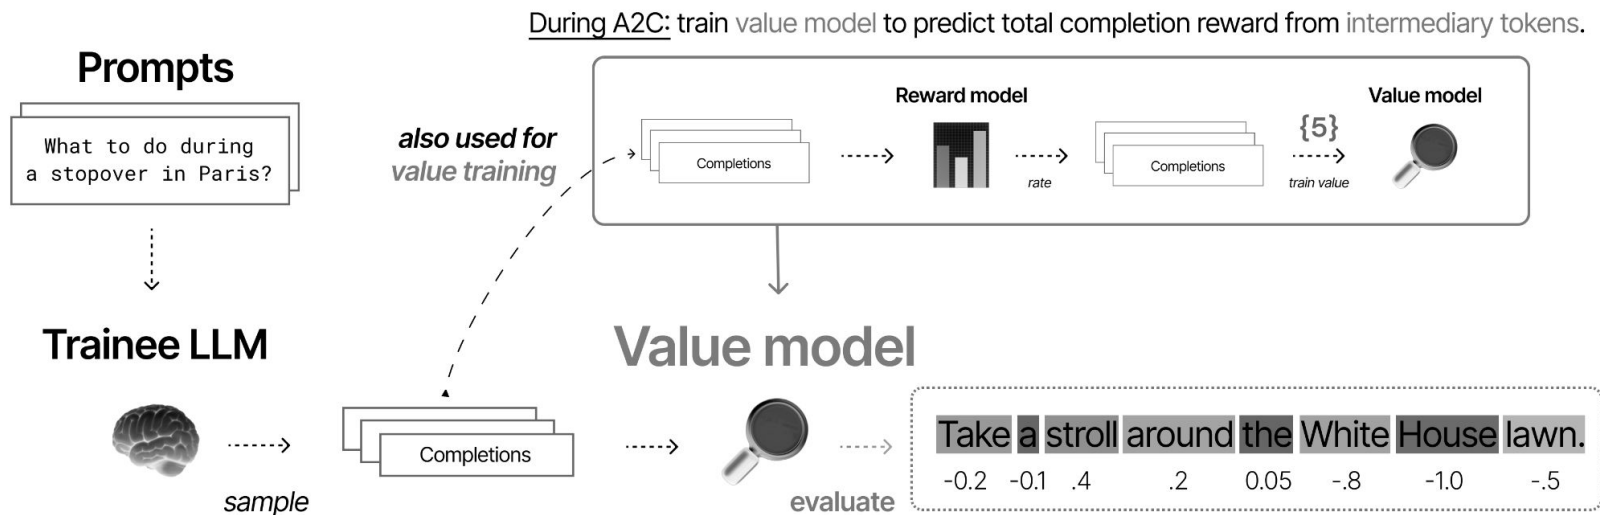 During A2C: train value model to predict total completion reward from intermediary tokens.
Prompts
What to do during
a stopover in Paris?
also used for
value training
Completions
Reward model
rate
Completions
{5}
train value
Value model
Trainee LLM
sample
Completions
Value model
evaluate
Take a stroll around the White House lawn.
-0.2 -0.1 .4 .2 0.05 -.8 -1.0 -.5